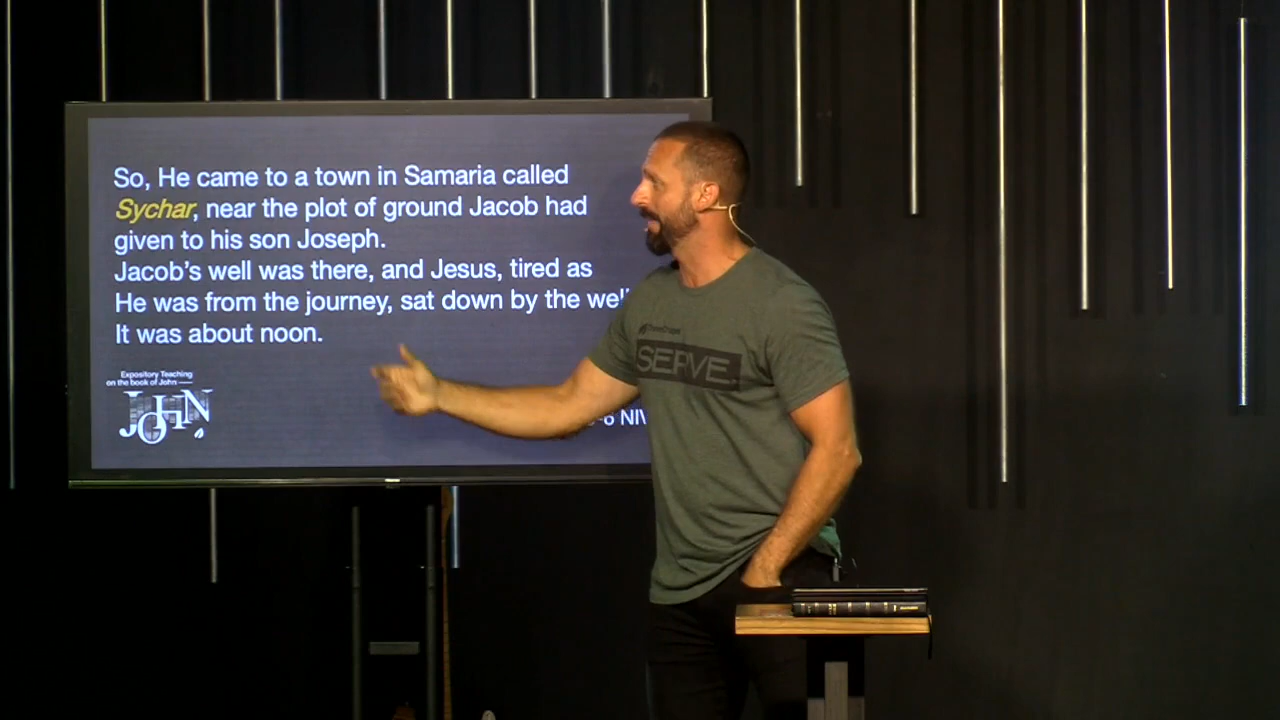 So, He came to a town in Samaria called
Sychar, near the plot of ground Jacob had
given to his son Joseph.
Jacob's well was there, and Jesus, tired as
He was from the journey, sat down by the well
It was about noon.
Expository Teaching
on the book of John
JOHN
-6 NIV
SERVE.